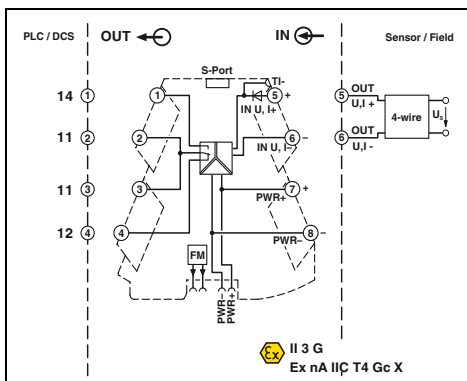 PLC / DCS OUT IN Sensor / Field
S-Port
TI-
14 1 1 5 + 5 OUT
IN U, I+ U,I +
4-wire Us
11 2 2 6 – 6 OUT
IN U, I– U,I -
11 3 3 7 +
PWR+
12 4 4 8 –
PWR–
FM
PWR–
PWR+
Ex II 3 G
Ex nA IIC T4 Gc X